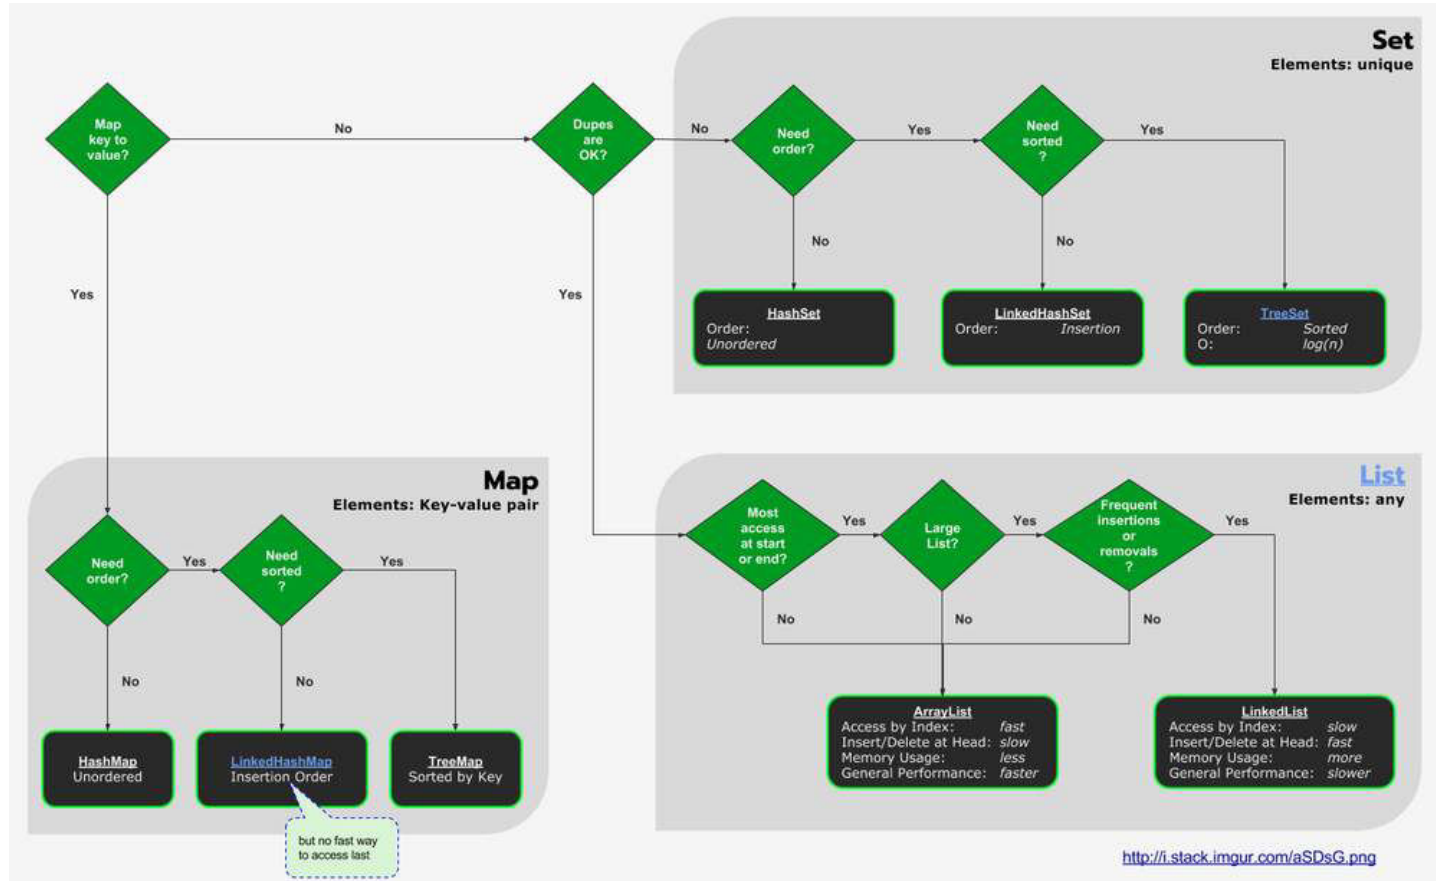 Set
Elements: unique
Map
key to
value?
No
Dupes
are
OK?
No
Need
order?
Yes
Need
sorted
?
Yes
No
No
Yes
Yes
HashSet
Order:
Unordered
LinkedHashSet
Order: Insertion
TreeSet
Order: Sorted
O: log(n)
Map
Elements: Key-value pair
Need
order?
Yes
Need
sorted
?
Yes
No
No
HashMap
Unordered
LinkedHashMap
Insertion Order
TreeMap
Sorted by Key
but no fast way
to access last
List
Elements: any
Most
access
at start
or end?
Yes
Large
List?
Yes
Frequent
insertions
or
removals
?
Yes
No
No
No
ArrayList
Access by Index: fast
Insert/Delete at Head: slow
Memory Usage: less
General Performance: faster
LinkedList
Access by Index: slow
Insert/Delete at Head: fast
Memory Usage: more
General Performance: slower
http://i.stack.imgur.com/aSDsG.png